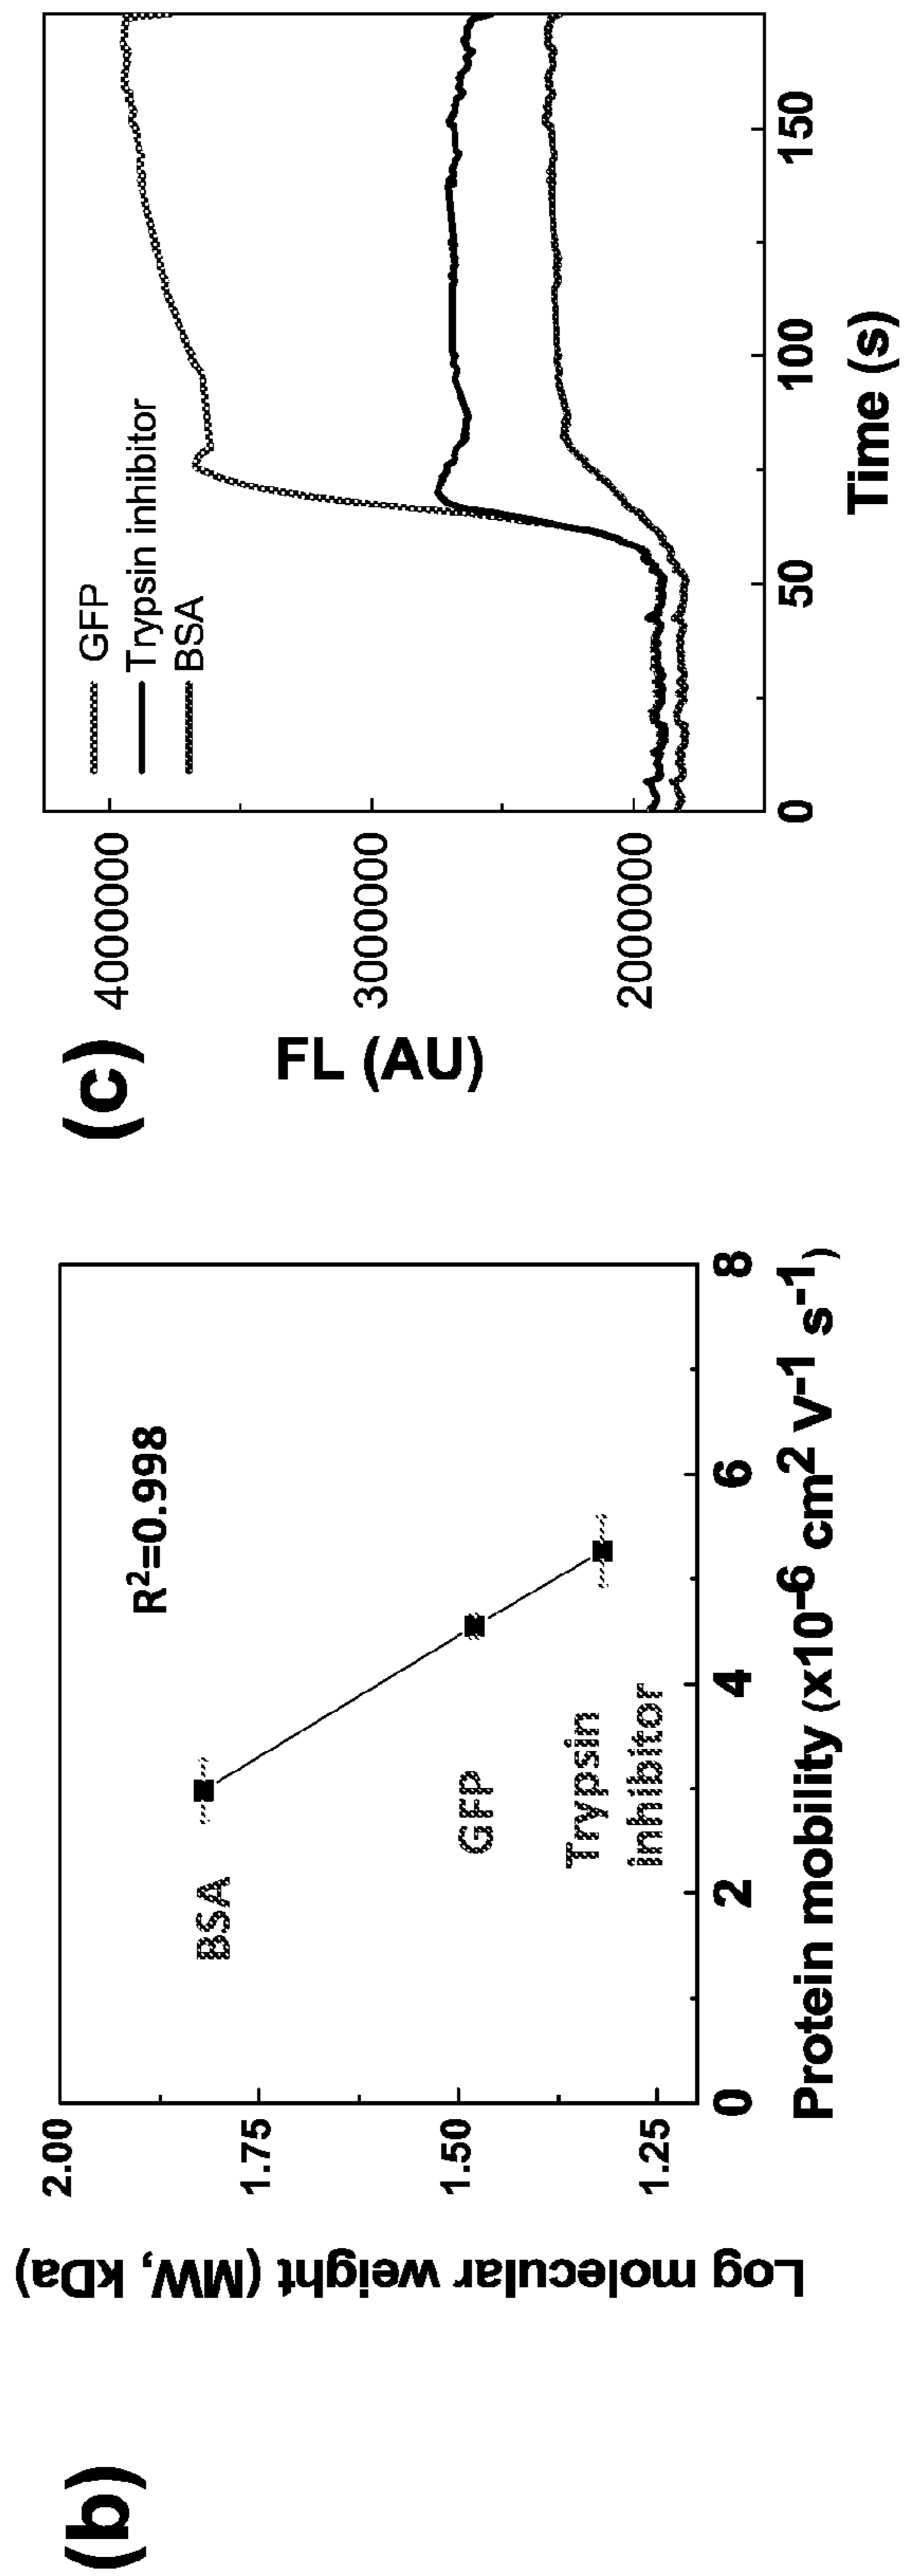 (b)
Log molecular weight (MW, kDa)
2.00
1.75
1.50
1.25
R²=0.998
BSA
GFP
Trypsin
inhibitor
0
2
4
6
8
Protein mobility (x10⁻⁶ cm² V⁻¹ s⁻¹)
(c)
FL (AU)
4000000
3000000
2000000
GFP
Trypsin inhibitor
BSA
0
50
100
150
Time (s)